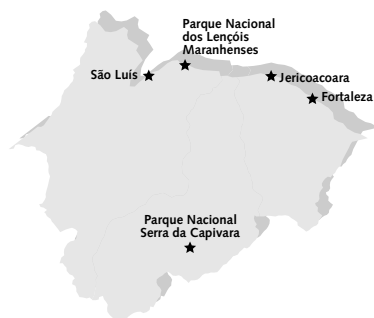 Parque Nacional
dos Lençóis
Maranhenses
São Luís
Jericoacoara
Fortaleza
Parque Nacional
Serra da Capivara